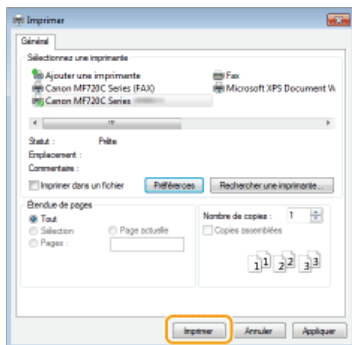 Imprimer
Général
Sélectionnez une imprimante
Ajouter une imprimante
Fax
Canon MF720C Series (FAX)
Microsoft XPS Document W
Canon MF720C Series
Statut : Prête
Emplacement :
Commentaire :
Imprimer dans un fichier
Préférences
Rechercher une imprimante...
Étendue de pages
Tout
Sélection
Page actuelle
Pages :
Nombre de copies : 1
Copies assemblées
1 1 2 2 3 3
Imprimer
Annuler
Appliquer